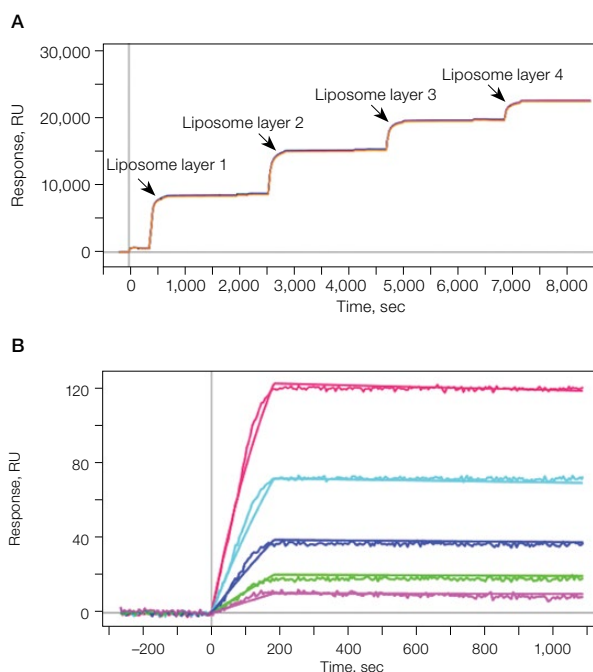 A
30,000
20,000
10,000
0
Response, RU
Liposome layer 1
Liposome layer 2
Liposome layer 3
Liposome layer 4
0 1,000 2,000 3,000 4,000 5,000 6,000 7,000 8,000
Time, sec
B
120
80
40
0
Response, RU
–200 0 200 400 600 800 1,000
Time, sec